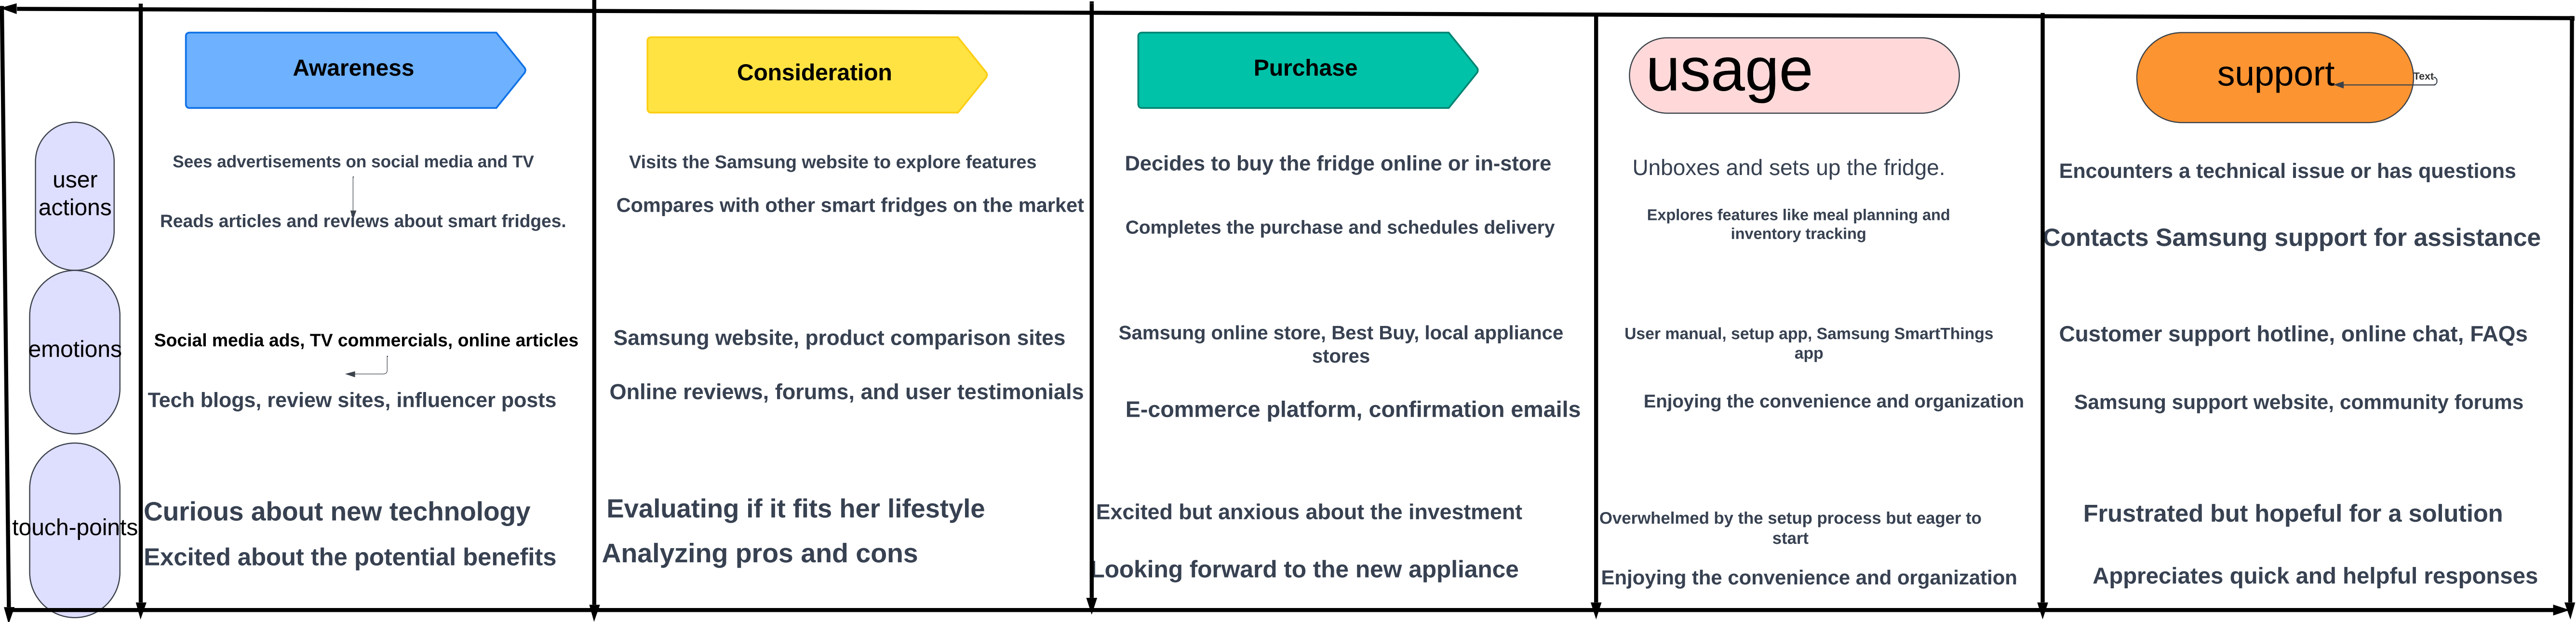 Awareness
Consideration
Purchase
usage
support
Text
user
actions
Sees advertisements on social media and TV
Reads articles and reviews about smart fridges.
Visits the Samsung website to explore features
Compares with other smart fridges on the market
Decides to buy the fridge online or in-store
Completes the purchase and schedules delivery
Unboxes and sets up the fridge.
Explores features like meal planning and
inventory tracking
Encounters a technical issue or has questions
Contacts Samsung support for assistance
emotions
Social media ads, TV commercials, online articles
Tech blogs, review sites, influencer posts
Samsung website, product comparison sites
Online reviews, forums, and user testimonials
Samsung online store, Best Buy, local appliance
stores
E-commerce platform, confirmation emails
User manual, setup app, Samsung SmartThings
app
Enjoying the convenience and organization
Customer support hotline, online chat, FAQs
Samsung support website, community forums
touch-points
Curious about new technology
Excited about the potential benefits
Evaluating if it fits her lifestyle
Analyzing pros and cons
Excited but anxious about the investment
Looking forward to the new appliance
Overwhelmed by the setup process but eager to
start
Enjoying the convenience and organization
Frustrated but hopeful for a solution
Appreciates quick and helpful responses